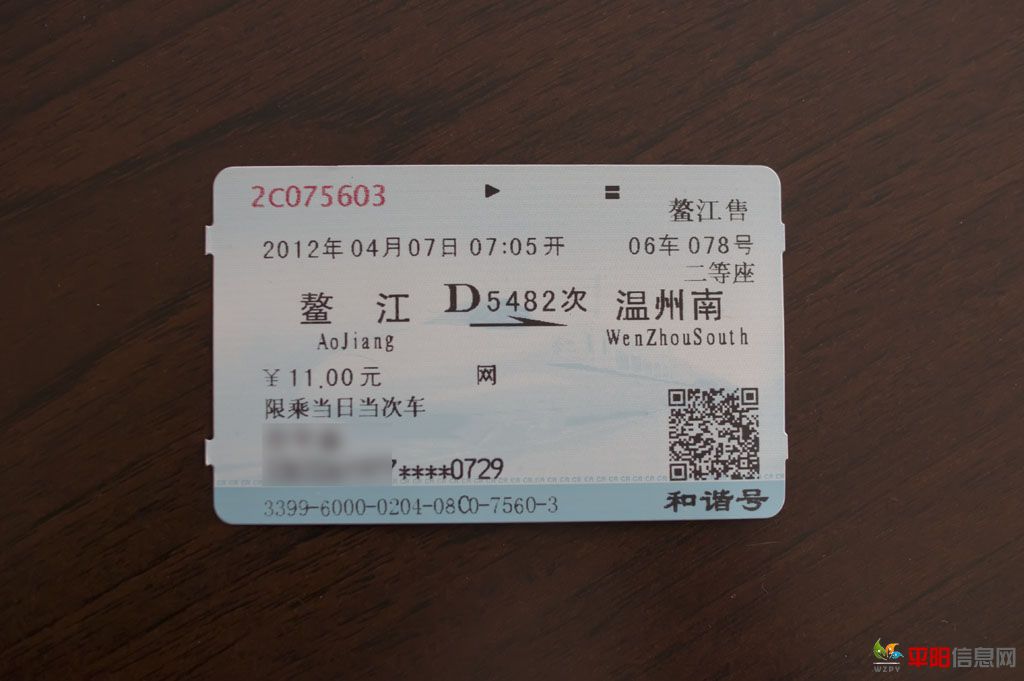 2C075603
鳌江售
2012年04月07日 07:05开 06车 078号
二等座
鳌 江 D5482次 温州南
AoJiang WenZhouSouth
¥ 11.00元 网
限乘当日当次车
7****0729
3399-6000-0204-08C0-7560-3 和谐号
WZPY 平阳信息网